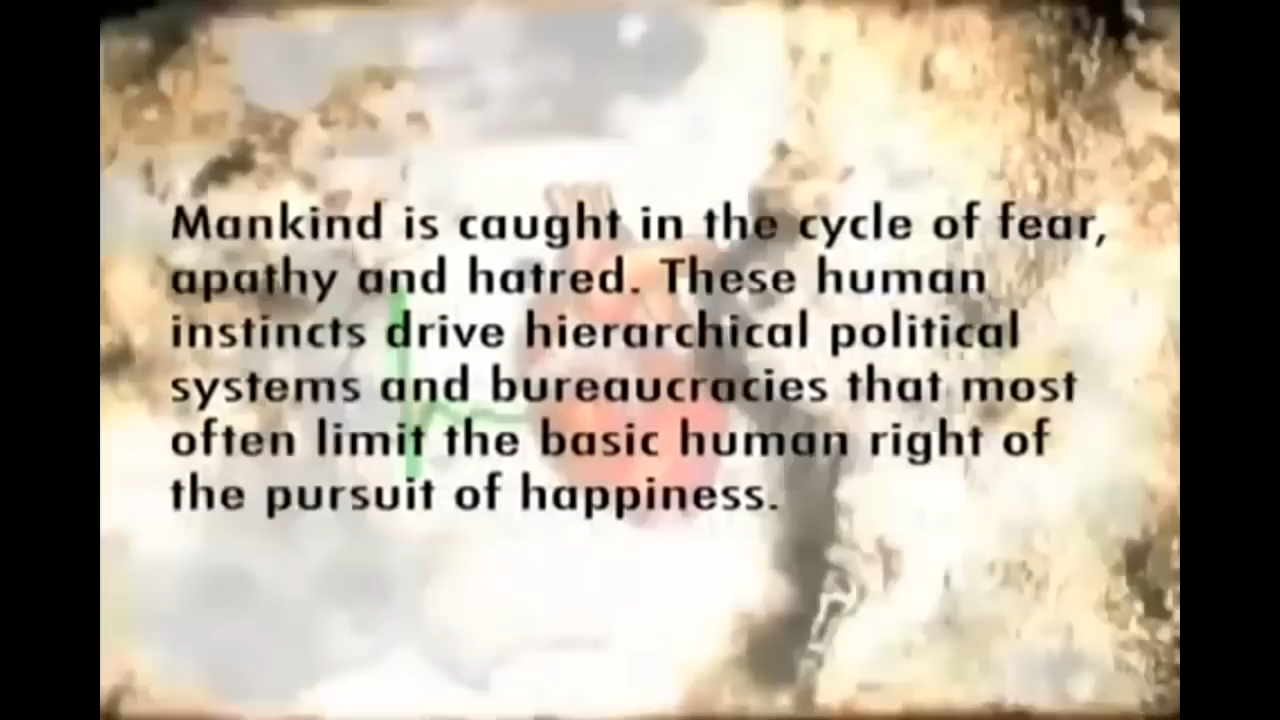 Mankind is caught in the cycle of fear,
apathy and hatred. These human
instincts drive hierarchical political
systems and bureaucracies that most
often limit the basic human right of
the pursuit of happiness.